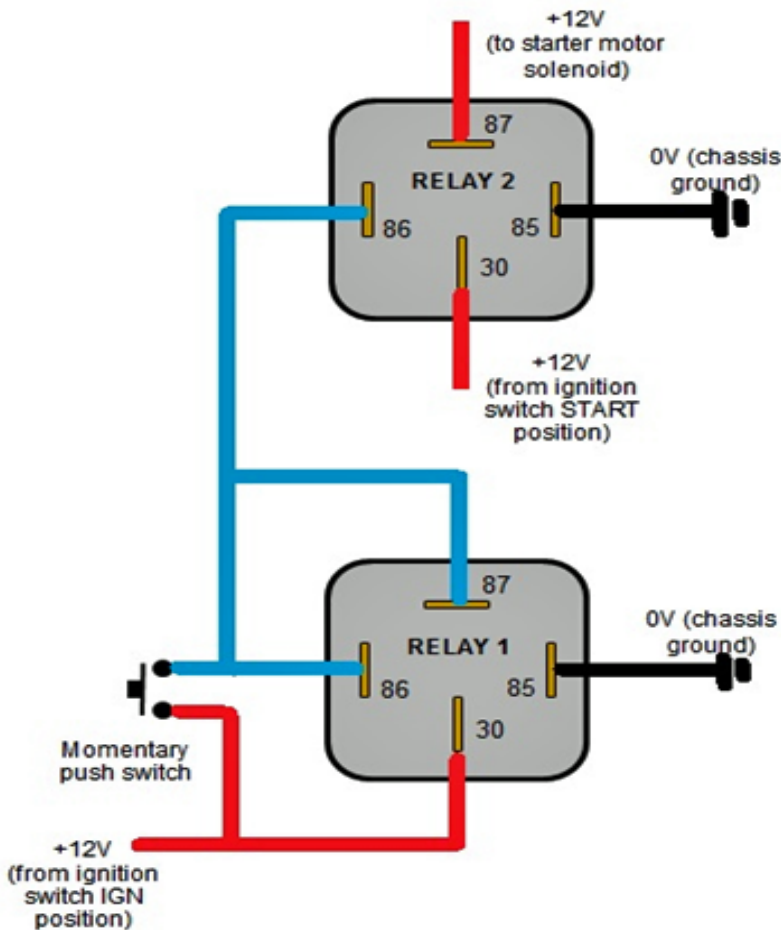 +12V
(to starter motor
solenoid)
87
RELAY 2
0V (chassis
ground)
86
85
30
+12V
(from ignition
switch START
position)
87
RELAY 1
0V (chassis
ground)
86
85
30
Momentary
push switch
+12V
(from ignition
switch IGN
position)